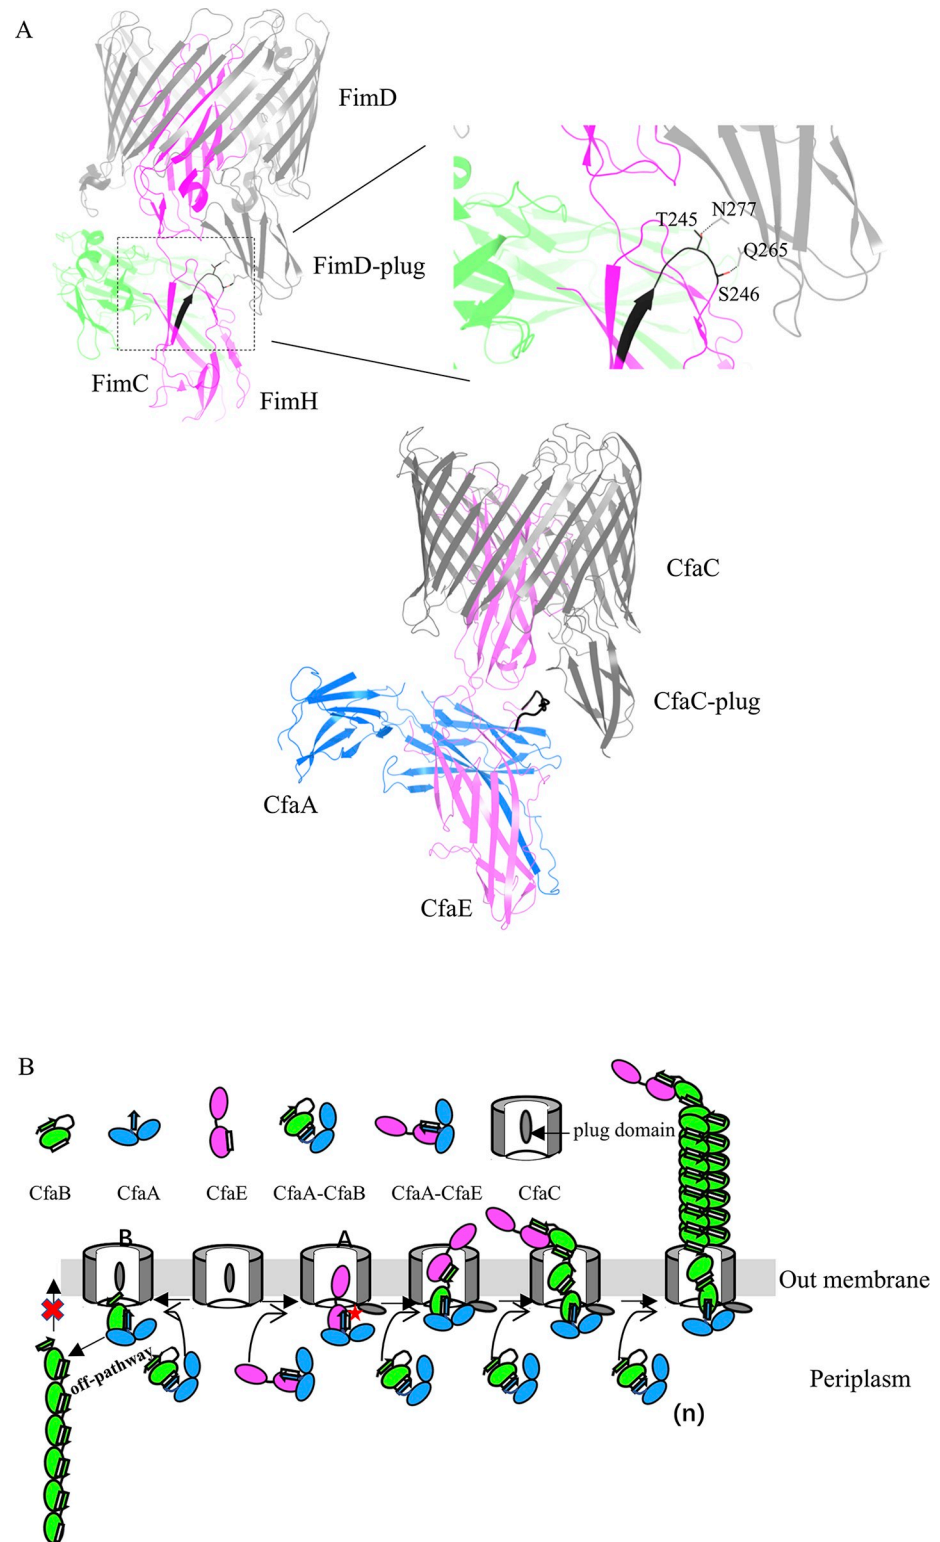 A
FimD
FimD-plug
FimC
FimH
T245
N277
Q265
S246
CfaC
CfaC-plug
CfaA
CfaE
B
plug domain
CfaB
CfaA
CfaE
CfaA-CfaB
CfaA-CfaE
CfaC
B
A
Out membrane
off-pathway
Periplasm
(n)